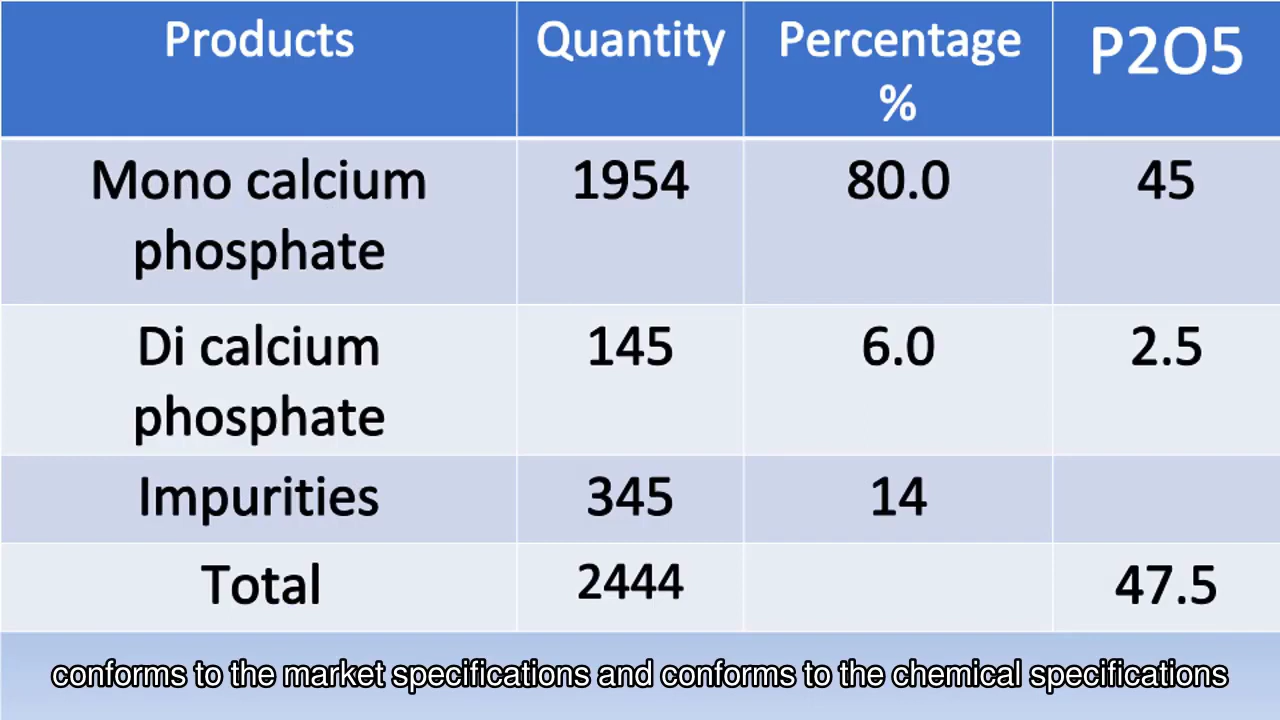 Products Quantity Percentage % P2O5
Mono calcium phosphate 1954 80.0 45
Di calcium phosphate 145 6.0 2.5
Impurities 345 14
Total 2444 47.5
conforms to the market specifications and conforms to the chemical specifications